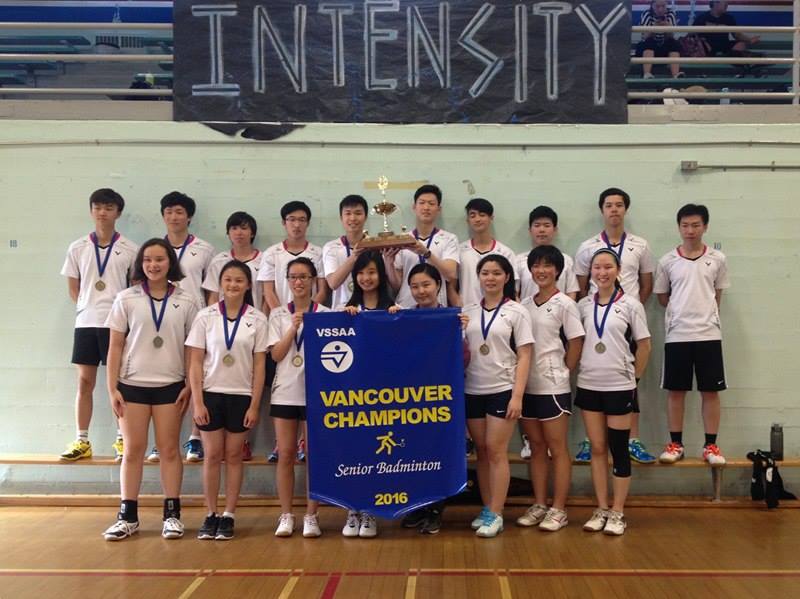 INTENSITY
VSSAA
VANCOUVER
CHAMPIONS
Senior Badminton
2016